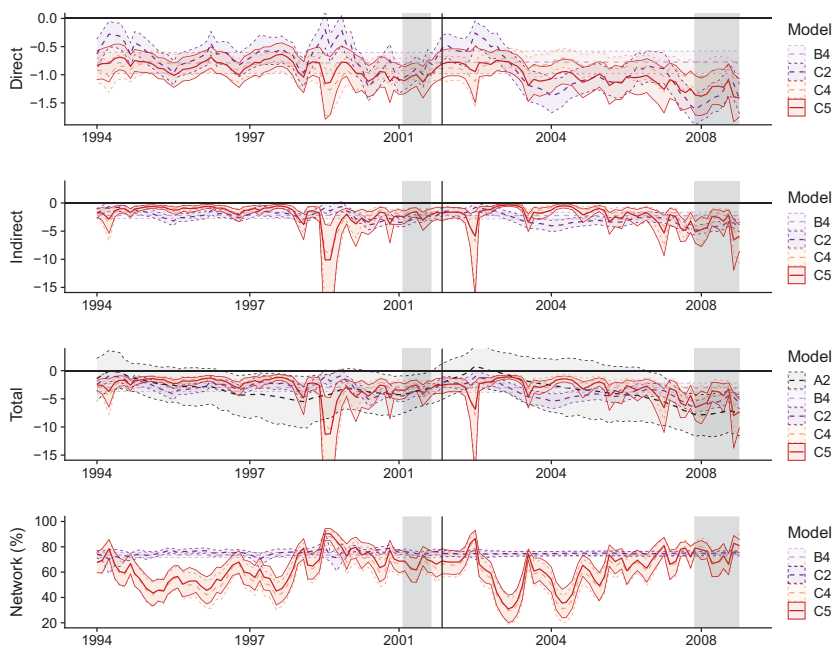 Direct
0.0
−0.5
−1.0
−1.5
1994
1997
2001
2004
2008
Model
B4
C2
C4
C5
Indirect
0
−5
−10
−15
1994
1997
2001
2004
2008
Model
B4
C2
C4
C5
Total
0
−5
−10
−15
1994
1997
2001
2004
2008
Model
A2
B4
C2
C4
C5
Network (%)
100
80
60
40
20
1994
1997
2001
2004
2008
Model
B4
C2
C4
C5